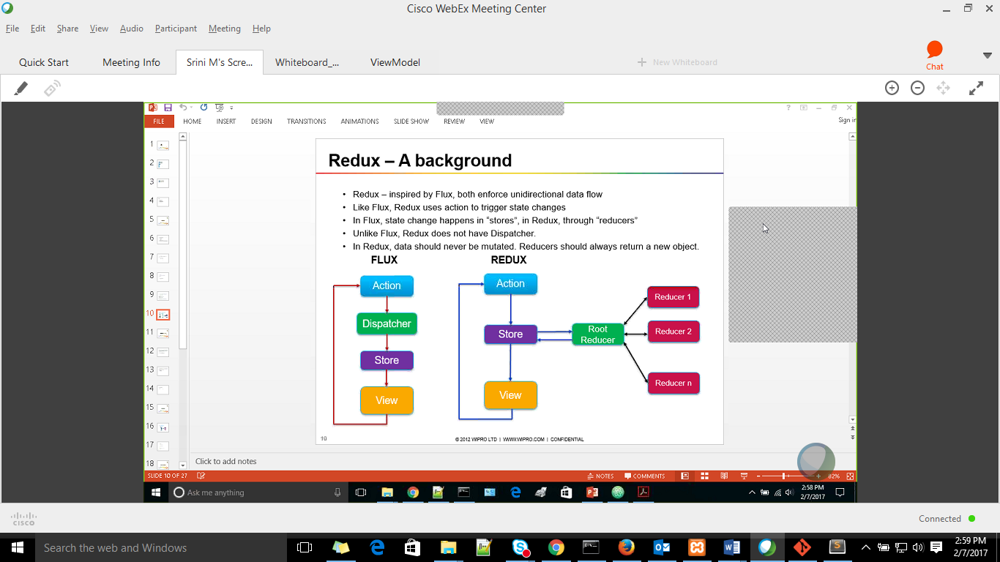 Cisco WebEx Meeting Center
File Edit Share View Audio Participant Meeting Help
Quick Start Meeting Info Srini M's Scre... Whiteboard_... ViewModel New Whiteboard Chat
FILE HOME INSERT DESIGN TRANSITIONS ANIMATIONS SLIDE SHOW REVIEW VIEW Sign in
1
2
3
4
5
6
7
8
9
10
11
12
13
14
15
16
17
18
Redux – A background
• Redux – inspired by Flux, both enforce unidirectional data flow
• Like Flux, Redux uses action to trigger state changes
• In Flux, state change happens in “stores”, in Redux, through “reducers”
• Unlike Flux, Redux does not have Dispatcher.
• In Redux, data should never be mutated. Reducers should always return a new object.
FLUX
Action
Dispatcher
Store
View
REDUX
Action
Store
View
Root
Reducer
Reducer 1
Reducer 2
Reducer n
10 © 2012 WIPRO LTD | WWW.WIPRO.COM | CONFIDENTIAL
Click to add notes
SLIDE 10 OF 27 NOTES COMMENTS 82%
Ask me anything
2:58 PM
2/7/2017
CISCO
Connected
Search the web and Windows
2:59 PM
2/7/2017